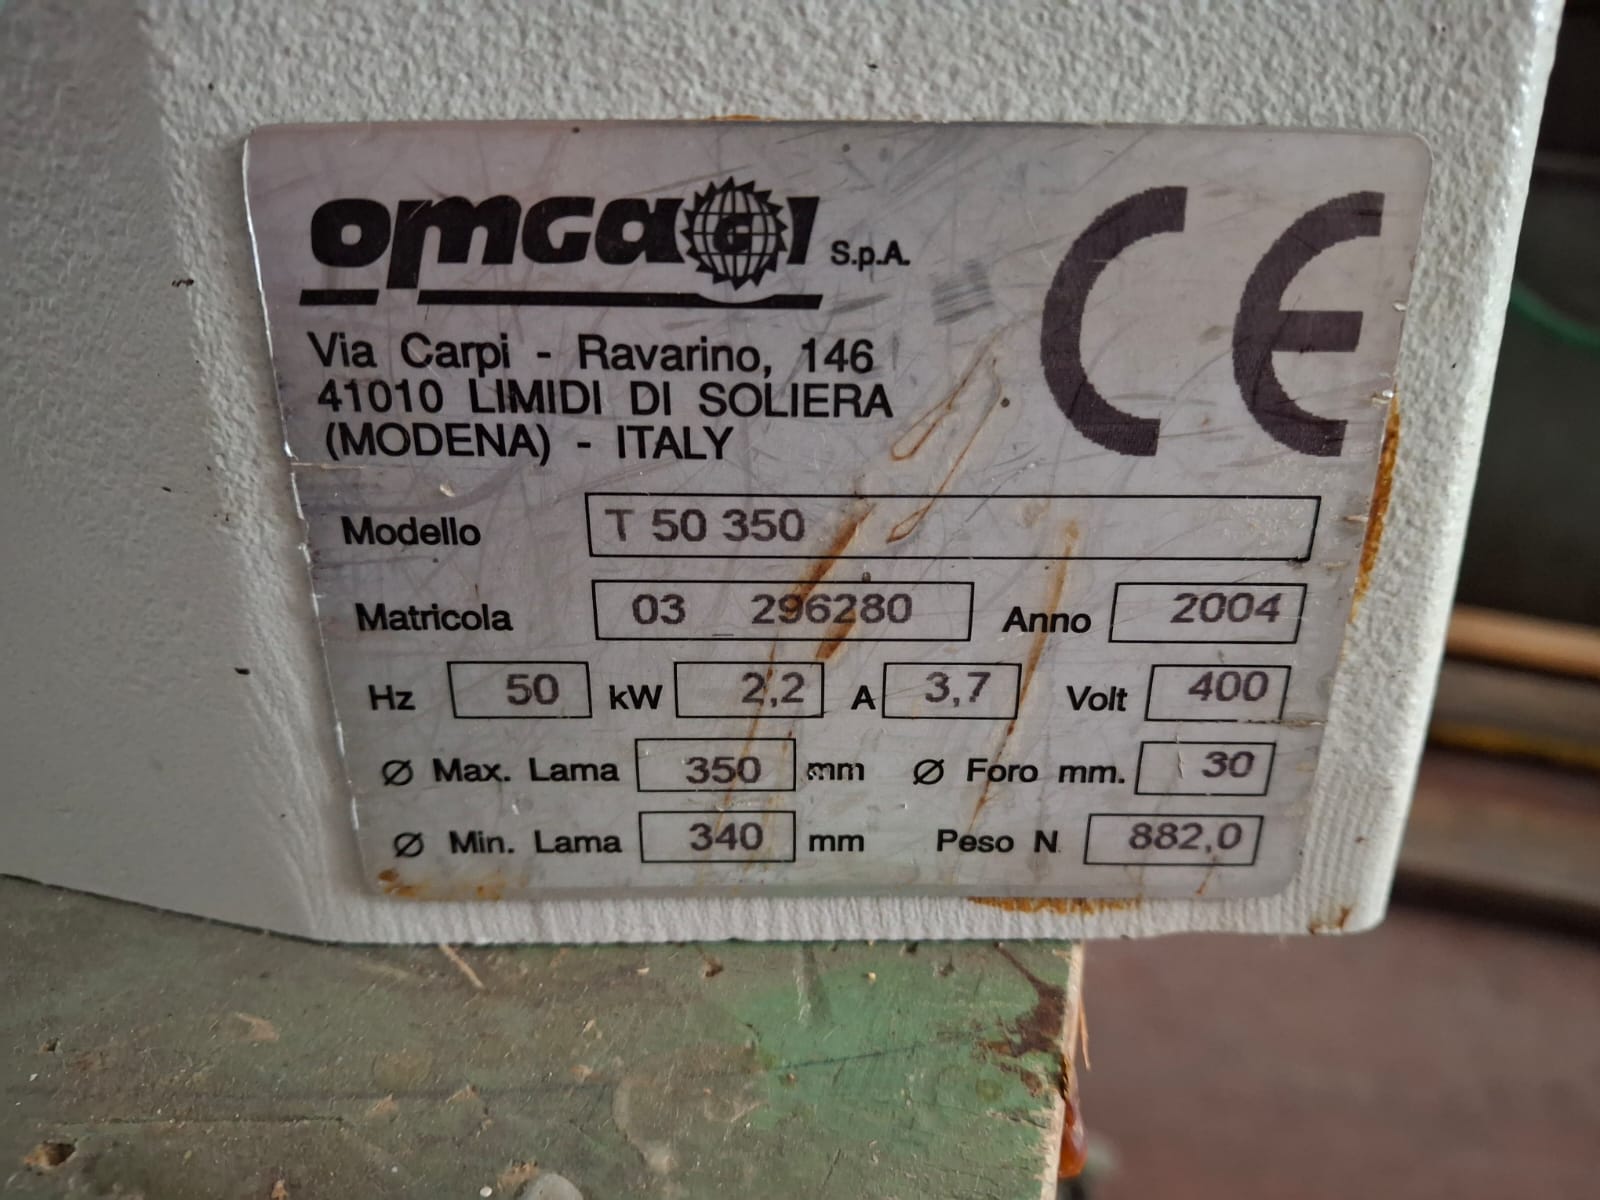 omga S.p.A.
Via Carpi - Ravarino, 146
41010 LIMIDI DI SOLIERA
(MODENA) - ITALY
CE
Modello T 50 350
Matricola 03 _ 296280 Anno 2004
Hz 50 kW 2,2 A 3,7 Volt 400
Ø Max. Lama 350 mm Ø Foro mm. 30
Ø Min. Lama 340 mm Peso N 882,0